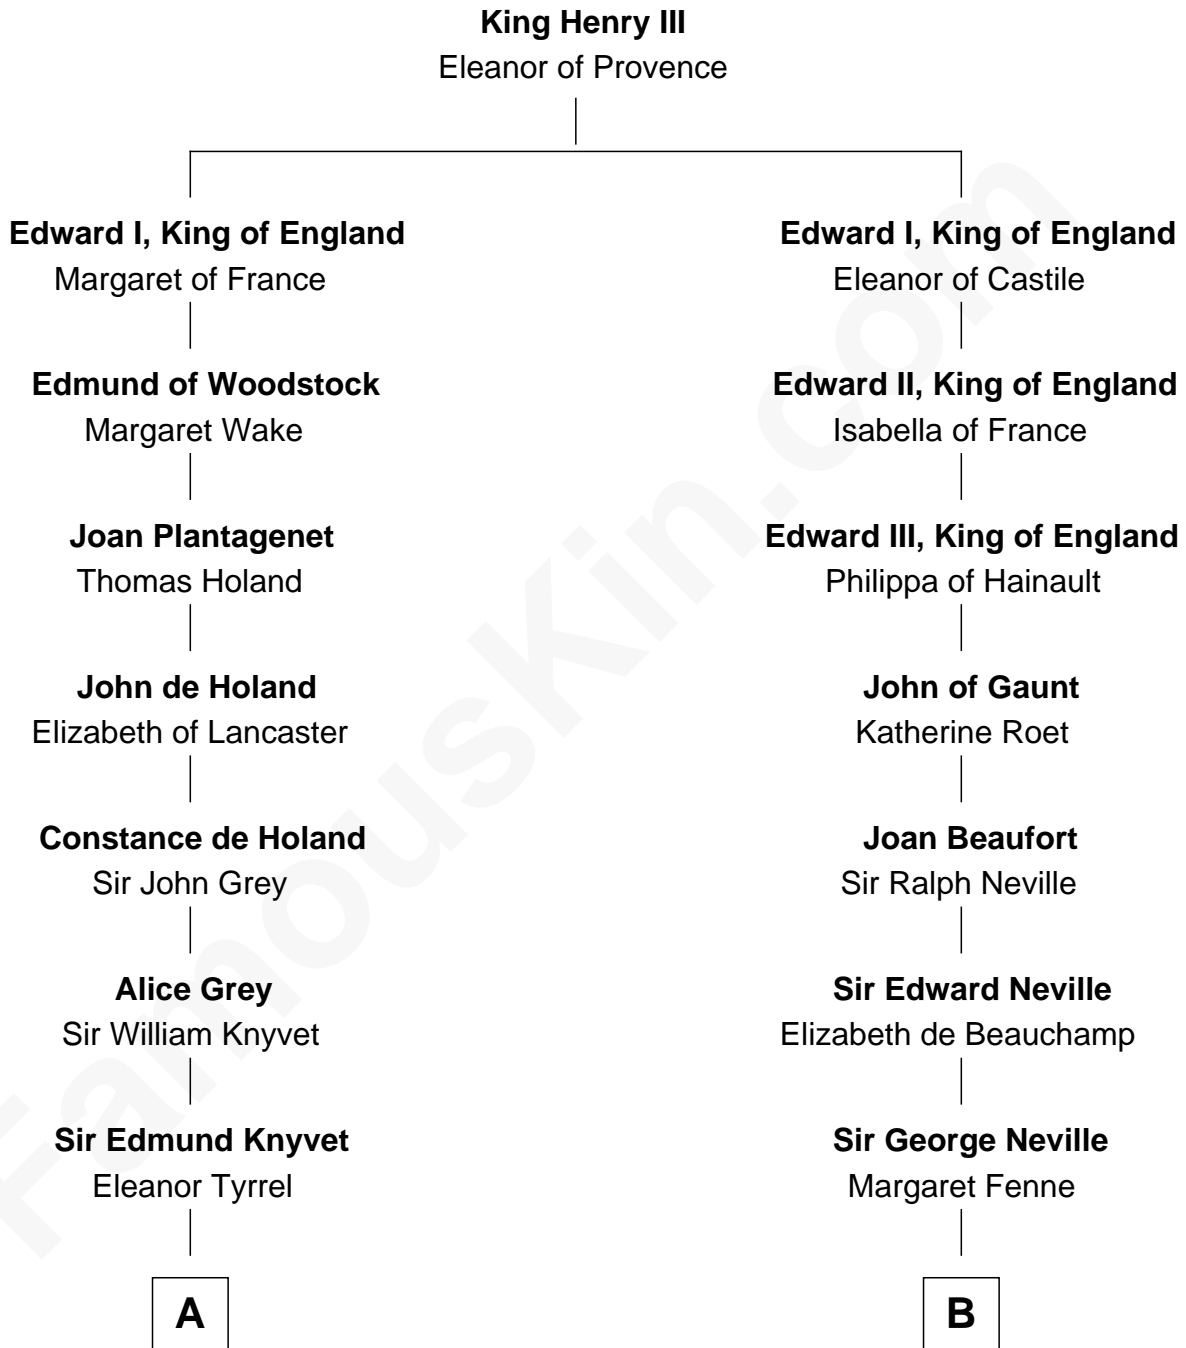 King Henry III
Eleanor of Provence
Edward I, King of England
Margaret of France
Edward I, King of England
Eleanor of Castile
Edmund of Woodstock
Margaret Wake
Edward II, King of England
Isabella of France
Joan Plantagenet
Thomas Holand
Edward III, King of England
Philippa of Hainault
John de Holand
Elizabeth of Lancaster
John of Gaunt
Katherine Roet
Constance de Holand
Sir John Grey
Joan Beaufort
Sir Ralph Neville
Alice Grey
Sir William Knyvet
Sir Edward Neville
Elizabeth de Beauchamp
Sir Edmund Knyvet
Eleanor Tyrrel
Sir George Neville
Margaret Fenne
A
B
FamousKin.com